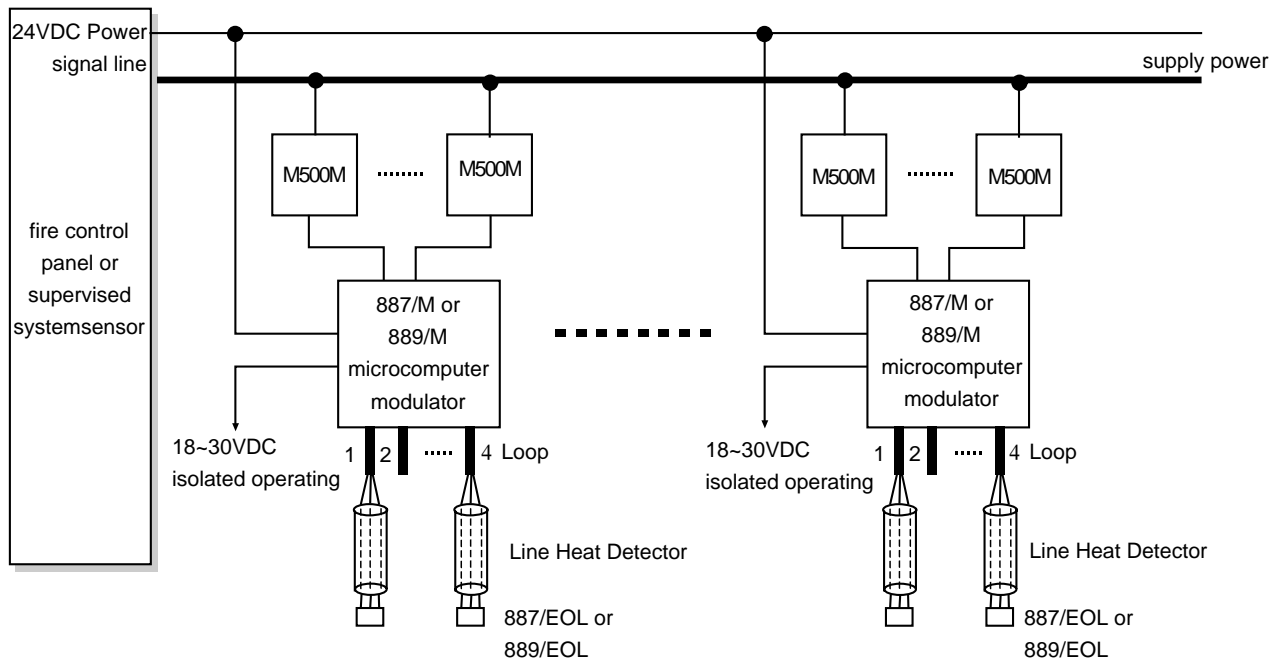 24VDC Power
signal line
supply power
fire control
panel or
supervised
systemsensor
M500M
M500M
887/M or
889/M
microcomputer
modulator
18~30VDC
isolated operating
1
2
4 Loop
Line Heat Detector
887/EOL or
889/EOL
M500M
M500M
887/M or
889/M
microcomputer
modulator
18~30VDC
isolated operating
1
2
4 Loop
Line Heat Detector
887/EOL or
889/EOL